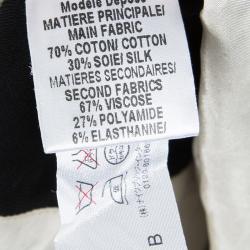 Modèle Déposé
MATIERE PRINCIPALE/
MAIN FABRIC
70% COTON/ COTTON
30% SOIE/ SILK
MATIERES SECONDAIRES/
SECOND FABRICS
67% VISCOSE
27% POLYAMIDE
6% ELASTHANNE/
B